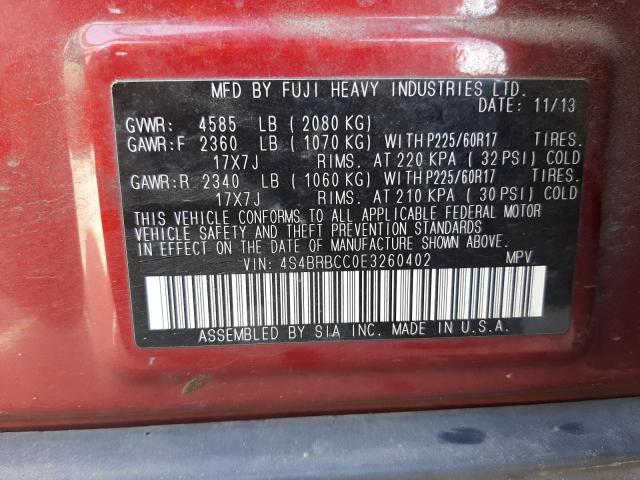 MFD BY FUJI HEAVY INDUSTRIES LTD.
DATE: 11/13
GVWR: 4585 LB ( 2080 KG)
GAWR:F 2360 LB ( 1070 KG) WITH P225/60R17 TIRES.
17X7J RIMS. AT 220 KPA ( 32 PSI) COLD
GAWR:R 2340 LB ( 1060 KG) WITH P225/60R17 TIRES.
17X7J RIMS. AT 210 KPA ( 30 PSI) COLD
THIS VEHICLE CONFORMS TO ALL APPLICABLE FEDERAL MOTOR
VEHICLE SAFETY AND THEFT PREVENTION STANDARDS
IN EFFECT ON THE DATE OF MANUFACTURE SHOWN ABOVE.
VIN: 4S4BRBCC0E3260402 MPV
ASSEMBLED BY SIA INC. MADE IN U.S.A.